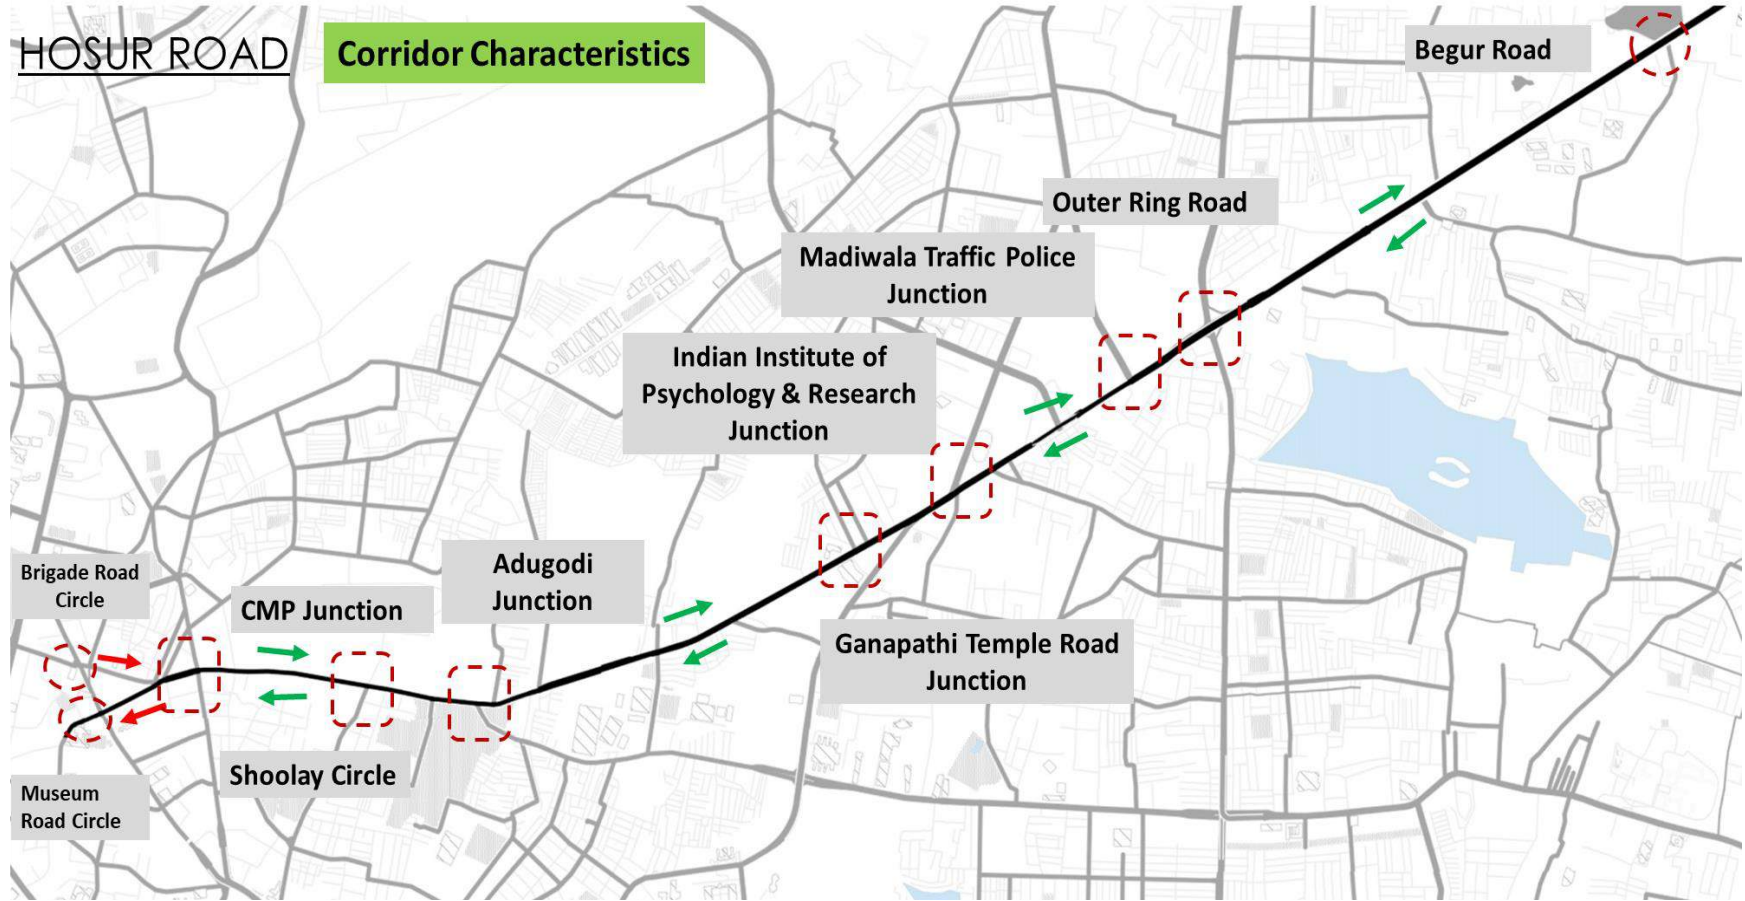 HOSUR ROAD
Corridor Characteristics
Begur Road
Outer Ring Road
Madiwala Traffic Police
Junction
Indian Institute of
Psychology & Research
Junction
Adugodi
Junction
Brigade Road
Circle
CMP Junction
Ganapathi Temple Road
Junction
Shoolay Circle
Museum
Road Circle